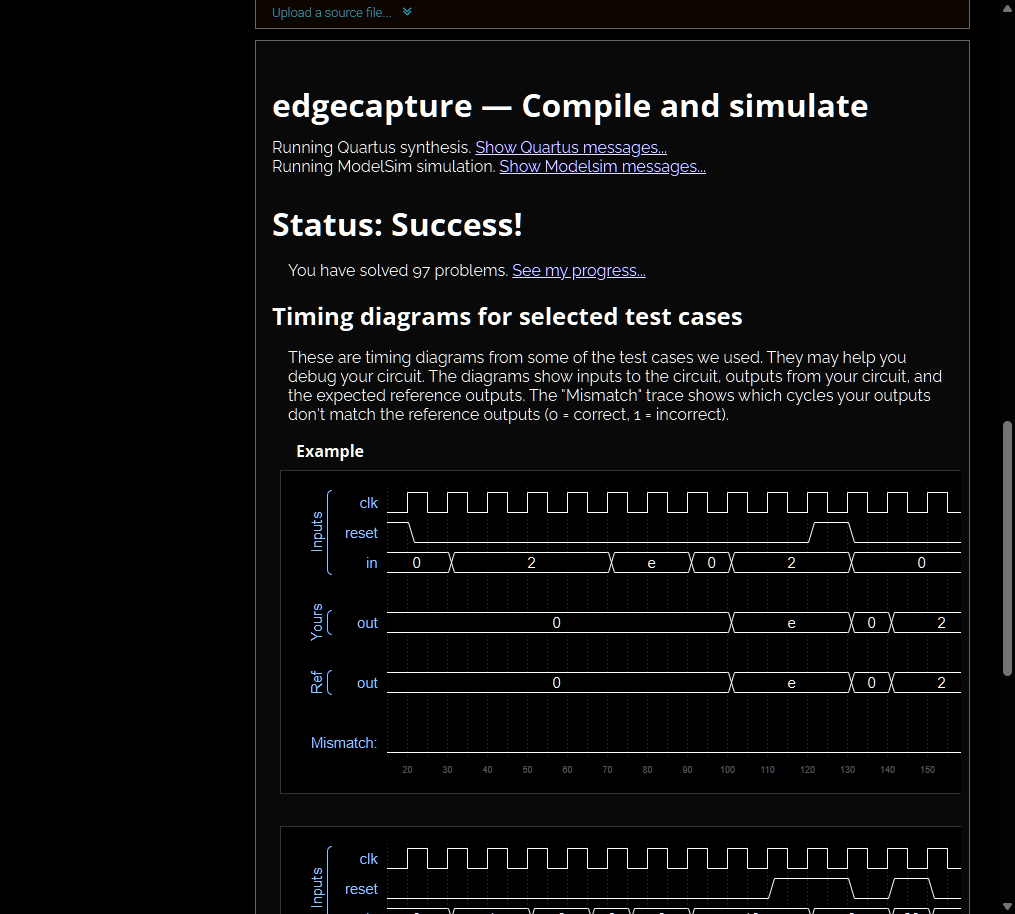 Upload a source file...
edgecapture — Compile and simulate
Running Quartus synthesis. Show Quartus messages...
Running ModelSim simulation. Show Modelsim messages...
Status: Success!
You have solved 97 problems. See my progress...
Timing diagrams for selected test cases
These are timing diagrams from some of the test cases we used. They may help you
debug your circuit. The diagrams show inputs to the circuit, outputs from your circuit, and
the expected reference outputs. The "Mismatch" trace shows which cycles your outputs
don't match the reference outputs (0 = correct, 1 = incorrect).
Example
Inputs
clk
reset
in 0 2 e 0 2 0
Yours
out 0 e 0 2
Ref
out 0 e 0 2
Mismatch:
20 30 40 50 60 70 80 90 100 110 120 130 140 150
Inputs
clk
reset